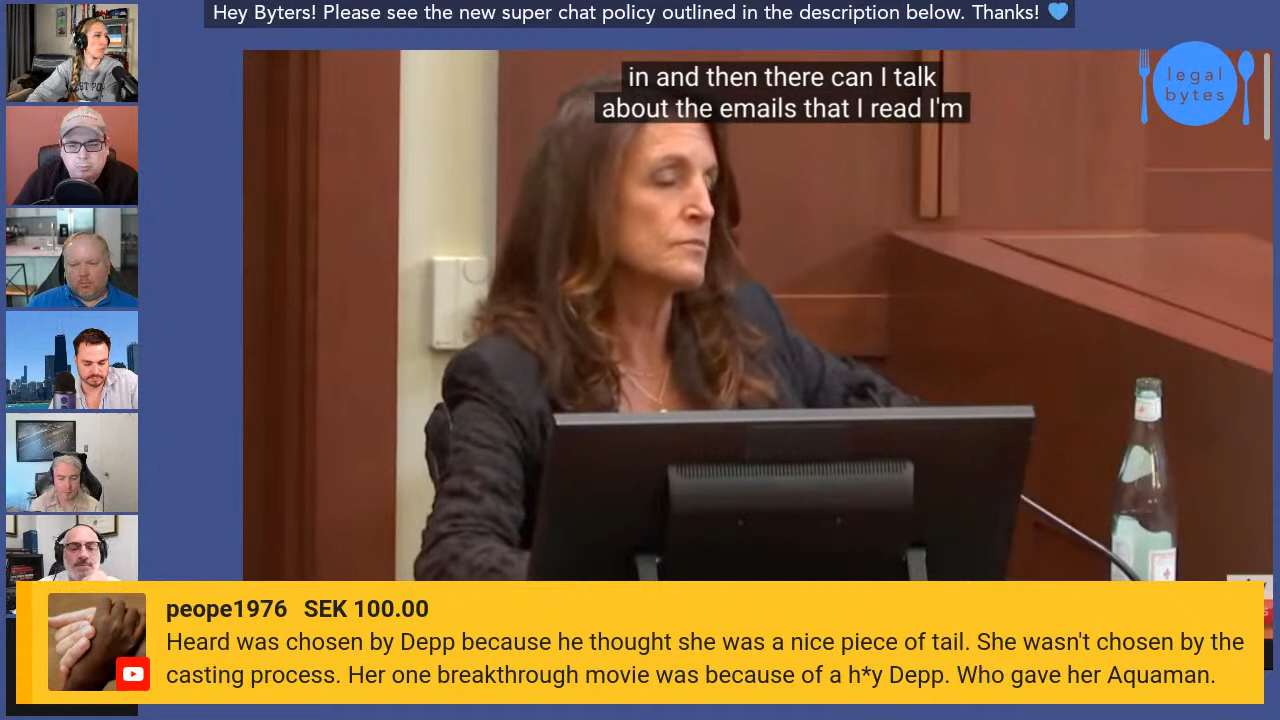 Hey Byters! Please see the new super chat policy outlined in the description below. Thanks! 💙
in and then there can I talk
about the emails that I read I'm
legal
bytes
peope1976 SEK 100.00
Heard was chosen by Depp because he thought she was a nice piece of tail. She wasn't chosen by the
casting process. Her one breakthrough movie was because of a h*y Depp. Who gave her Aquaman.